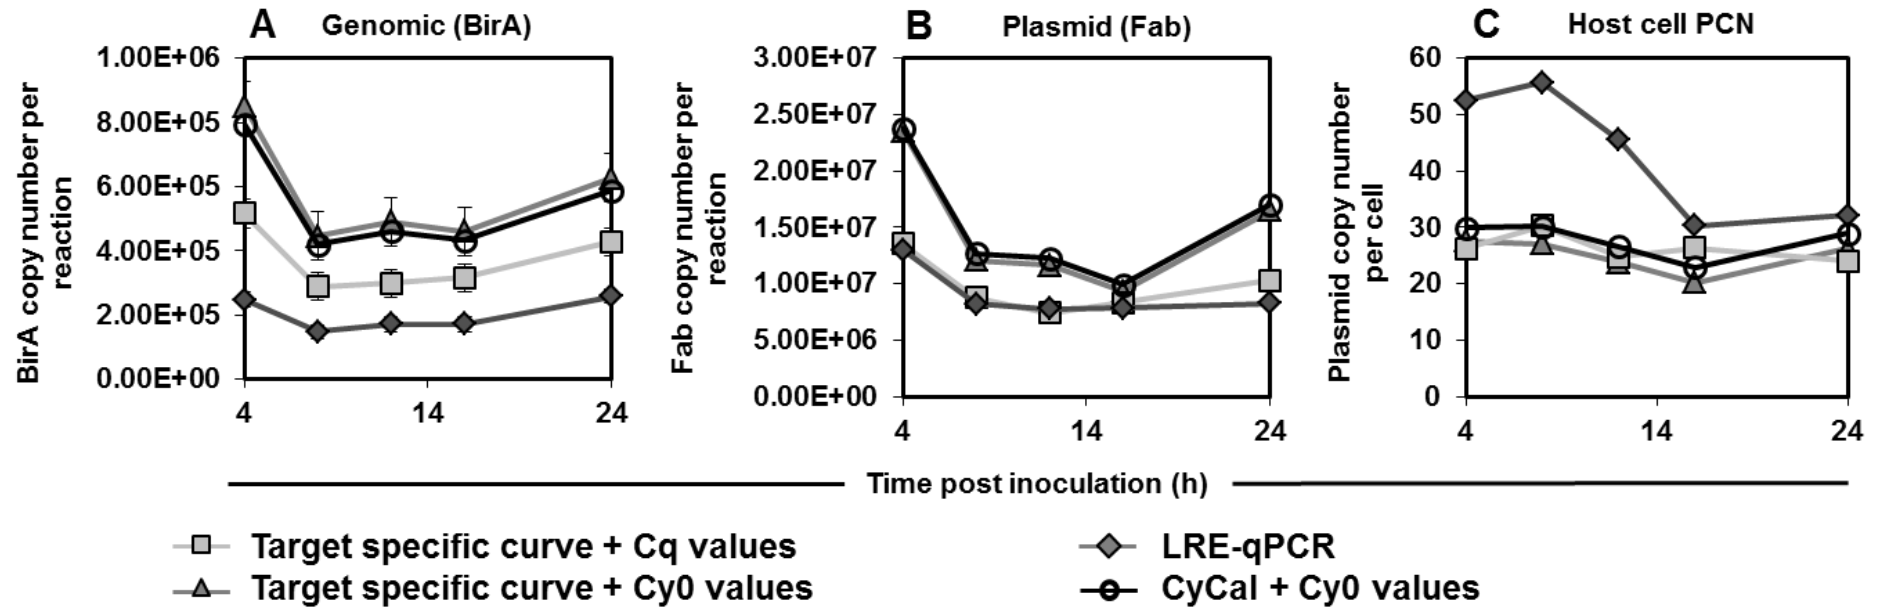 A Genomic (BirA)
BirA copy number per
reaction
1.00E+06
8.00E+05
6.00E+05
4.00E+05
2.00E+05
0.00E+00
4 14 24
B Plasmid (Fab)
Fab copy number per
reaction
3.00E+07
2.50E+07
2.00E+07
1.50E+07
1.00E+07
5.00E+06
0.00E+00
4 14 24
C Host cell PCN
Plasmid copy number
per cell
60
50
40
30
20
10
0
4 14 24
Time post inoculation (h)
Target specific curve + Cq values
Target specific curve + Cy0 values
LRE-qPCR
CyCal + Cy0 values